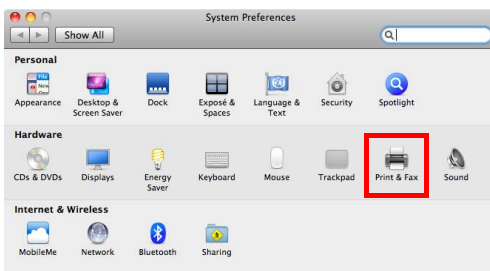 System Preferences
Show All
Personal
Appearance Desktop & Screen Saver Dock Exposé & Spaces Language & Text Security Spotlight
Hardware
CDs & DVDs Displays Energy Saver Keyboard Mouse Trackpad Print & Fax Sound
Internet & Wireless
MobileMe Network Bluetooth Sharing